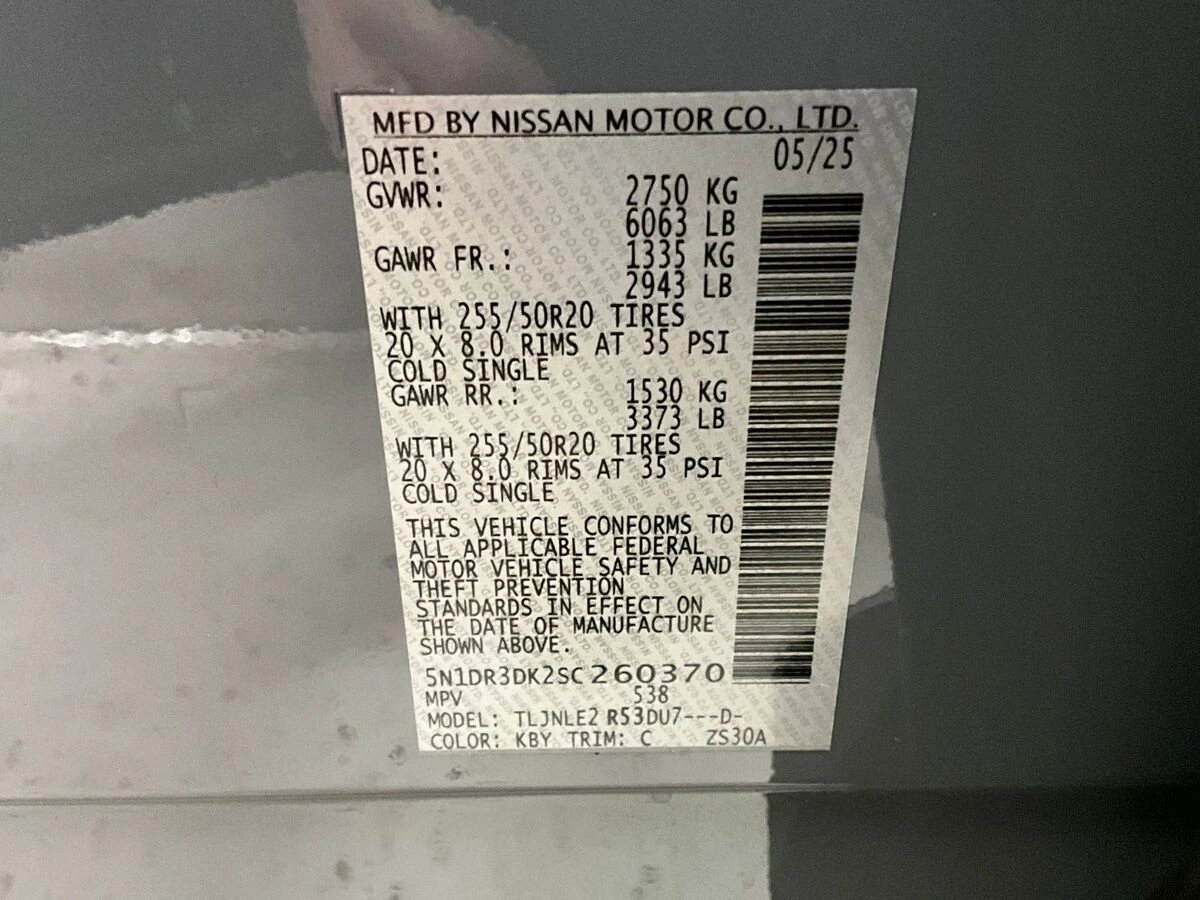 MFD BY NISSAN MOTOR CO., LTD.
DATE: 05/25
GVWR: 2750 KG
6063 LB
GAWR FR.: 1335 KG
2943 LB
WITH 255/50R20 TIRES
20 X 8.0 RIMS AT 35 PSI
COLD SINGLE
GAWR RR.: 1530 KG
3373 LB
WITH 255/50R20 TIRES
20 X 8.0 RIMS AT 35 PSI
COLD SINGLE
THIS VEHICLE CONFORMS TO
ALL APPLICABLE FEDERAL
MOTOR VEHICLE SAFETY AND
THEFT PREVENTION
STANDARDS IN EFFECT ON
THE DATE OF MANUFACTURE
SHOWN ABOVE.
5N1DR3DK2SC260370
MPV 538
MODEL: TLJNLE2 R53DU7---D-
COLOR: KBY TRIM: C ZS30A